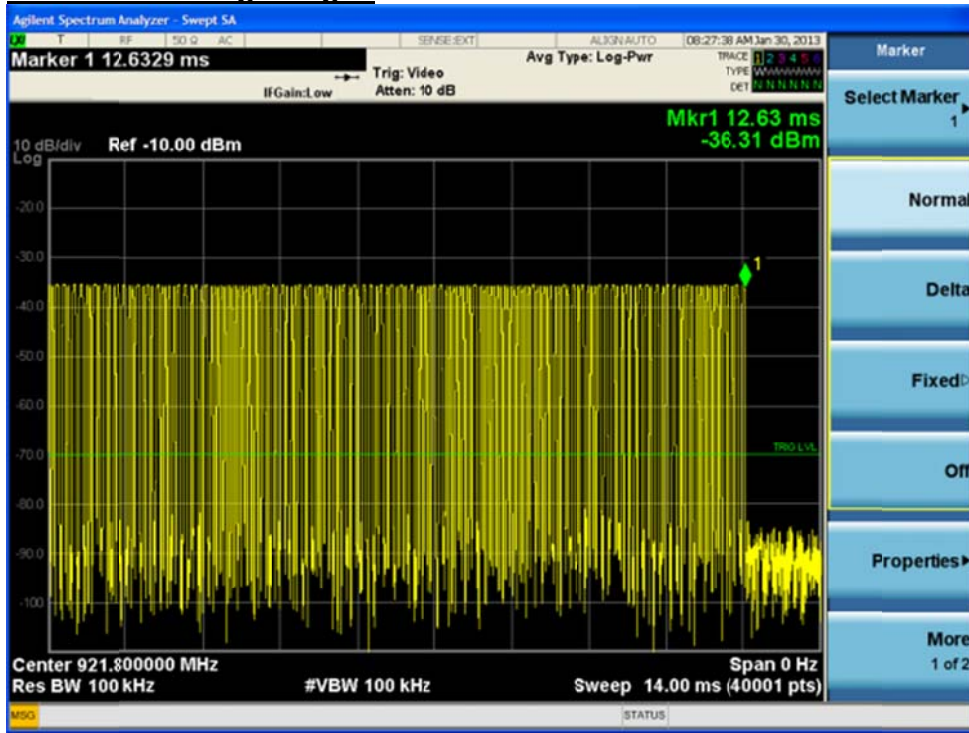 Agilent Spectrum Analyzer - Swept SA
LXI T RF 50 Ω AC SENSE:EXT ALIGN AUTO 08:27:38 AM Jan 30, 2013
Marker 1 12.6329 ms
IFGain:Low
Trig: Video
Atten: 10 dB
Avg Type: Log-Pwr
TRACE 1 2 3 4 5 6
TYPE WWWWWW
DET N N N N N N
Mkr1 12.63 ms
-36.31 dBm
10 dB/div Ref -10.00 dBm
Log
-20.0
-30.0
1
-40.0
-50.0
-60.0
-70.0
TRIG LVL
-80.0
-90.0
-100
Center 921.800000 MHz
Span 0 Hz
Res BW 100 kHz
#VBW 100 kHz
Sweep 14.00 ms (40001 pts)
MSG
STATUS
Marker
Select Marker
1
Normal
Delta
Fixed
Off
Properties
More
1 of 2